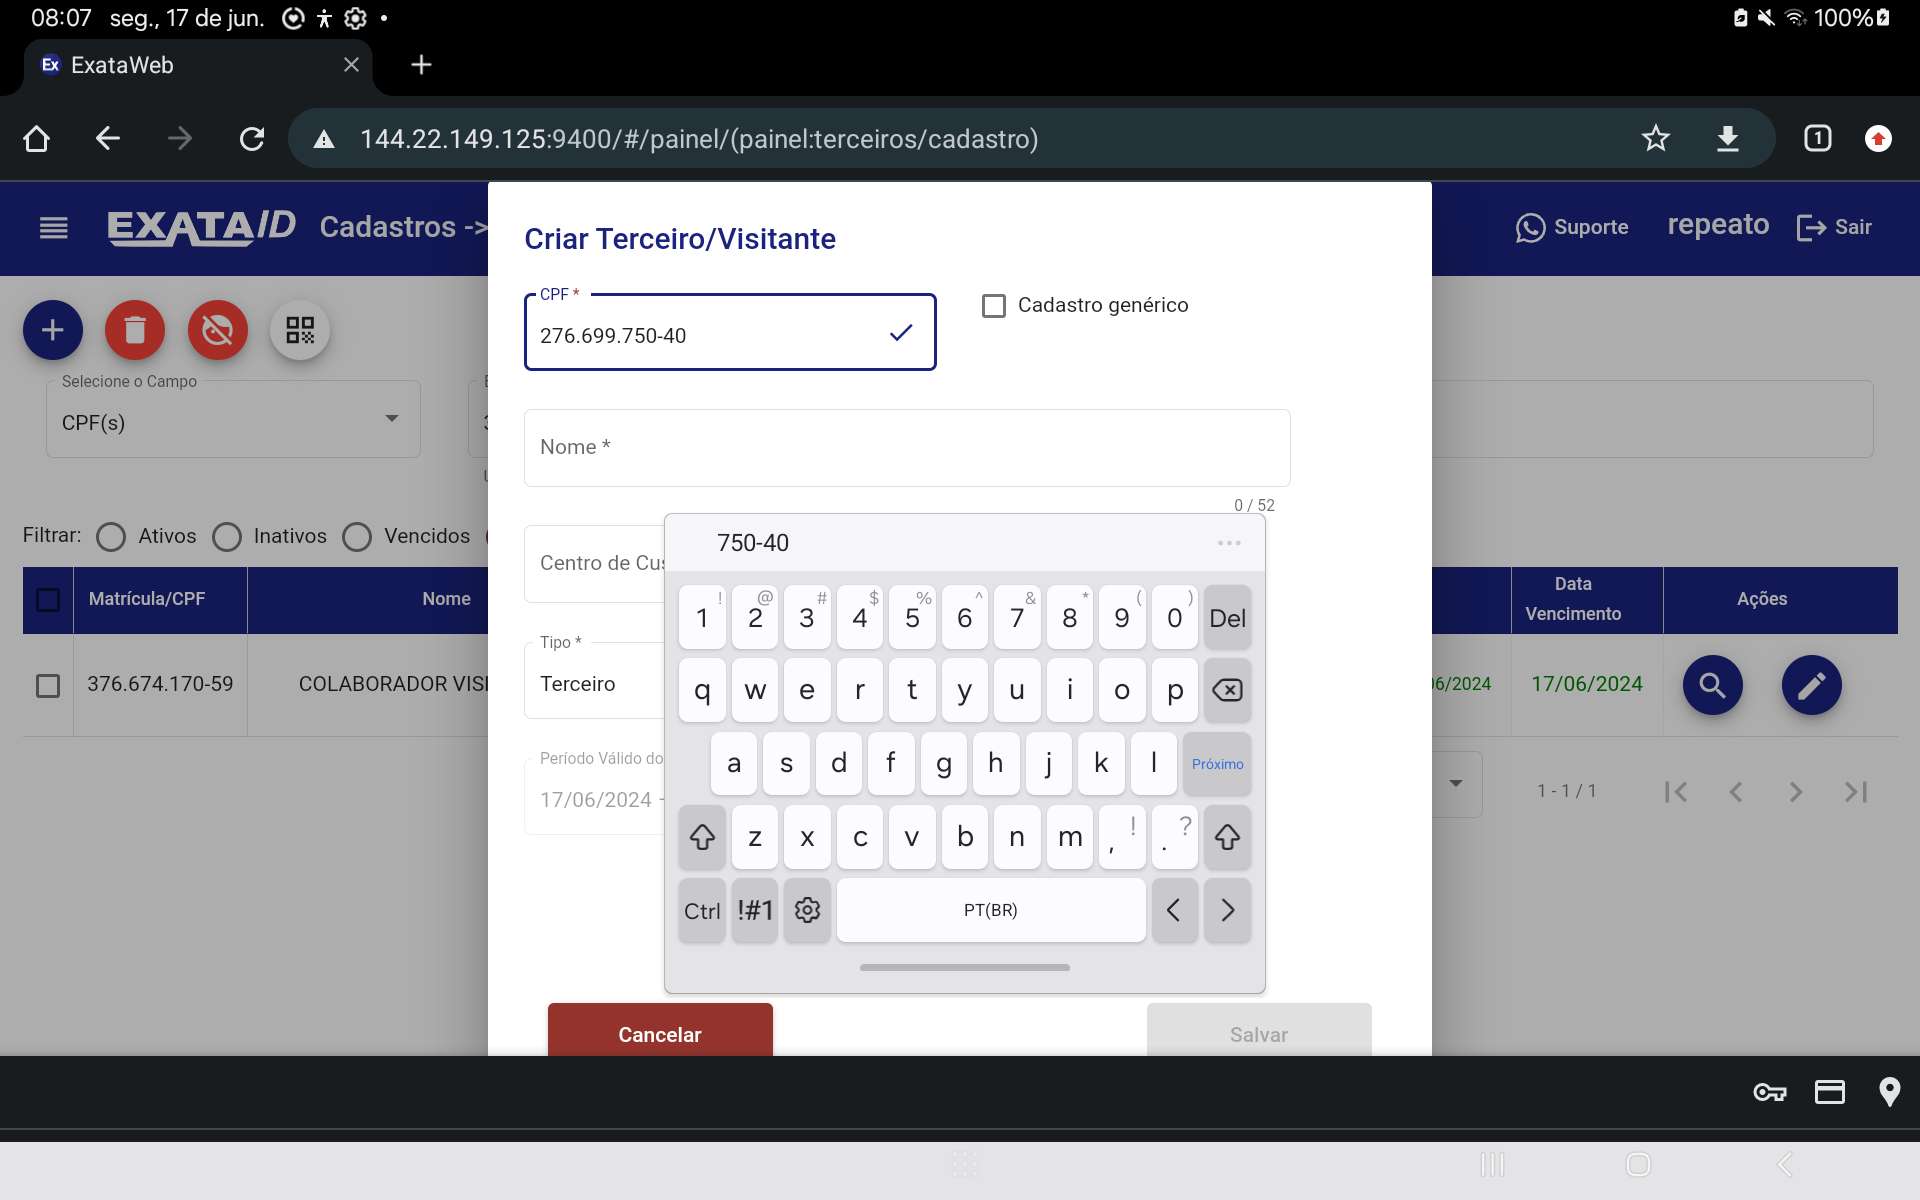 08:07 seg., 17 de jun. 100%
Ex ExataWeb
144.22.149.125:9400/#/painel/(painel:terceiros/cadastro) 1
EXATAID Cadastros -> Suporte repeato Sair
Criar Terceiro/Visitante
CPF *
276.699.750-40
Cadastro genérico
Selecione o Campo
CPF(s)
Nome *
0 / 52
Filtrar: Ativos Inativos Vencidos
Centro de Cus
Matrícula/CPF Nome Data Vencimento Ações
Tipo *
Terceiro
376.674.170-59 COLABORADOR VISI 06/2024 17/06/2024
Período Válido do
17/06/2024 -
1 - 1 / 1
750-40
! @ # $ % ^ & * ( )
1 2 3 4 5 6 7 8 9 0 Del
q w e r t y u i o p
a s d f g h j k l Próximo
z x c v b n m , ! . ?
Ctrl !#1 PT(BR)
Cancelar Salvar